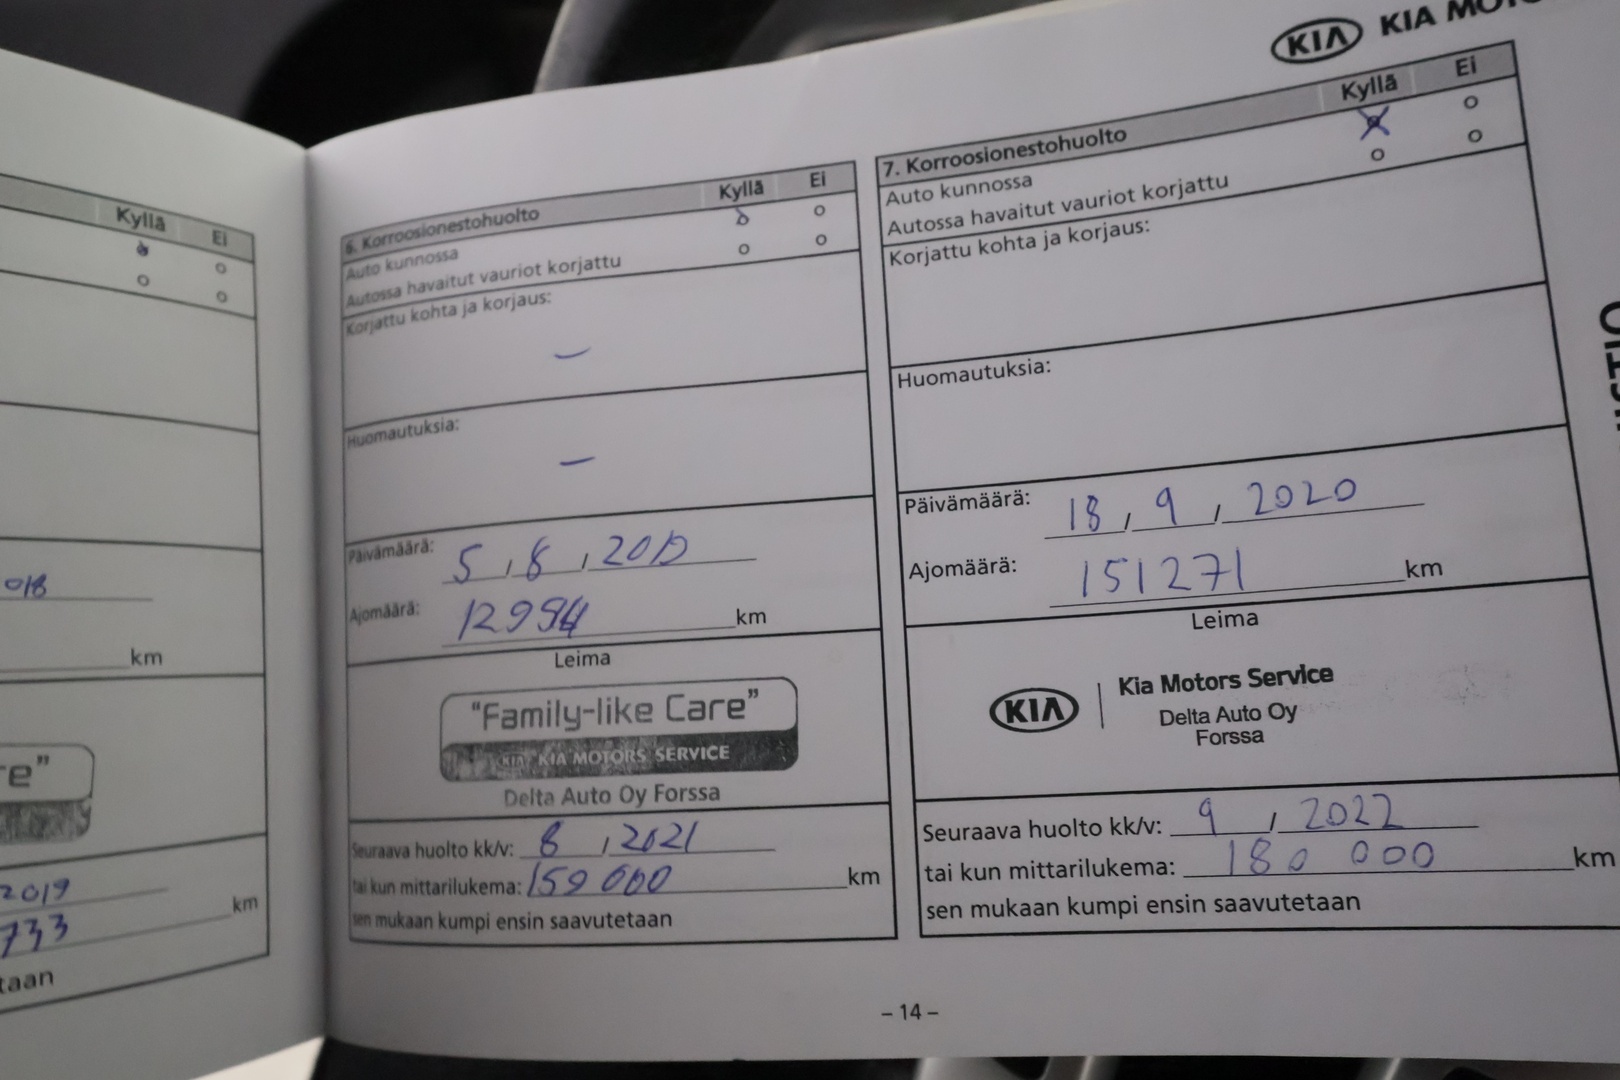 Kyllä Ei
018
km
re"
2019
733 km
taan
6. Korroosionestohuolto Kyllä Ei
Auto kunnossa
Autossa havaitut vauriot korjattu
Korjattu kohta ja korjaus:
–
Huomautuksia:
–
Päivämäärä: 5 / 8 /
Ajomäärä: km
Leima
"Family-like Care"
KIA KIA MOTORS SERVICE
Delta Auto Oy Forssa
Seuraava huolto kk/v: 8 / 2021
tai kun mittarilukema: 159 000 km
sen mukaan kumpi ensin saavutetaan
KIA KIA
7. Korroosionestohuolto Kyllä Ei
Auto kunnossa
Autossa havaitut vauriot korjattu
Korjattu kohta ja korjaus:
Huomautuksia:
Päivämäärä: 18 / 9 / 2020
Ajomäärä: 151271 km
Leima
KIA Kia Motors Service
Delta Auto Oy
Forssa
Seuraava huolto kk/v: 9 / 2022
tai kun mittarilukema: 180 000 km
sen mukaan kumpi ensin saavutetaan
– 14 –